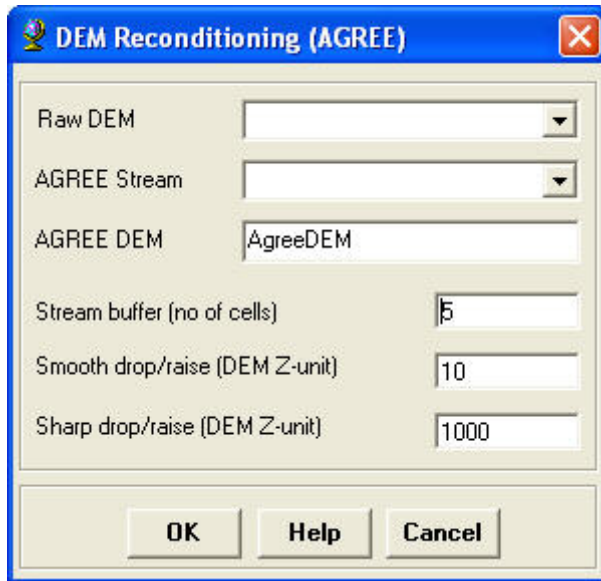 DEM Reconditioning (AGREE)
Raw DEM
AGREE Stream
AGREE DEM AgreeDEM
Stream buffer (no of cells) 5
Smooth drop/raise (DEM Z-unit) 10
Sharp drop/raise (DEM Z-unit) 1000
OK Help Cancel